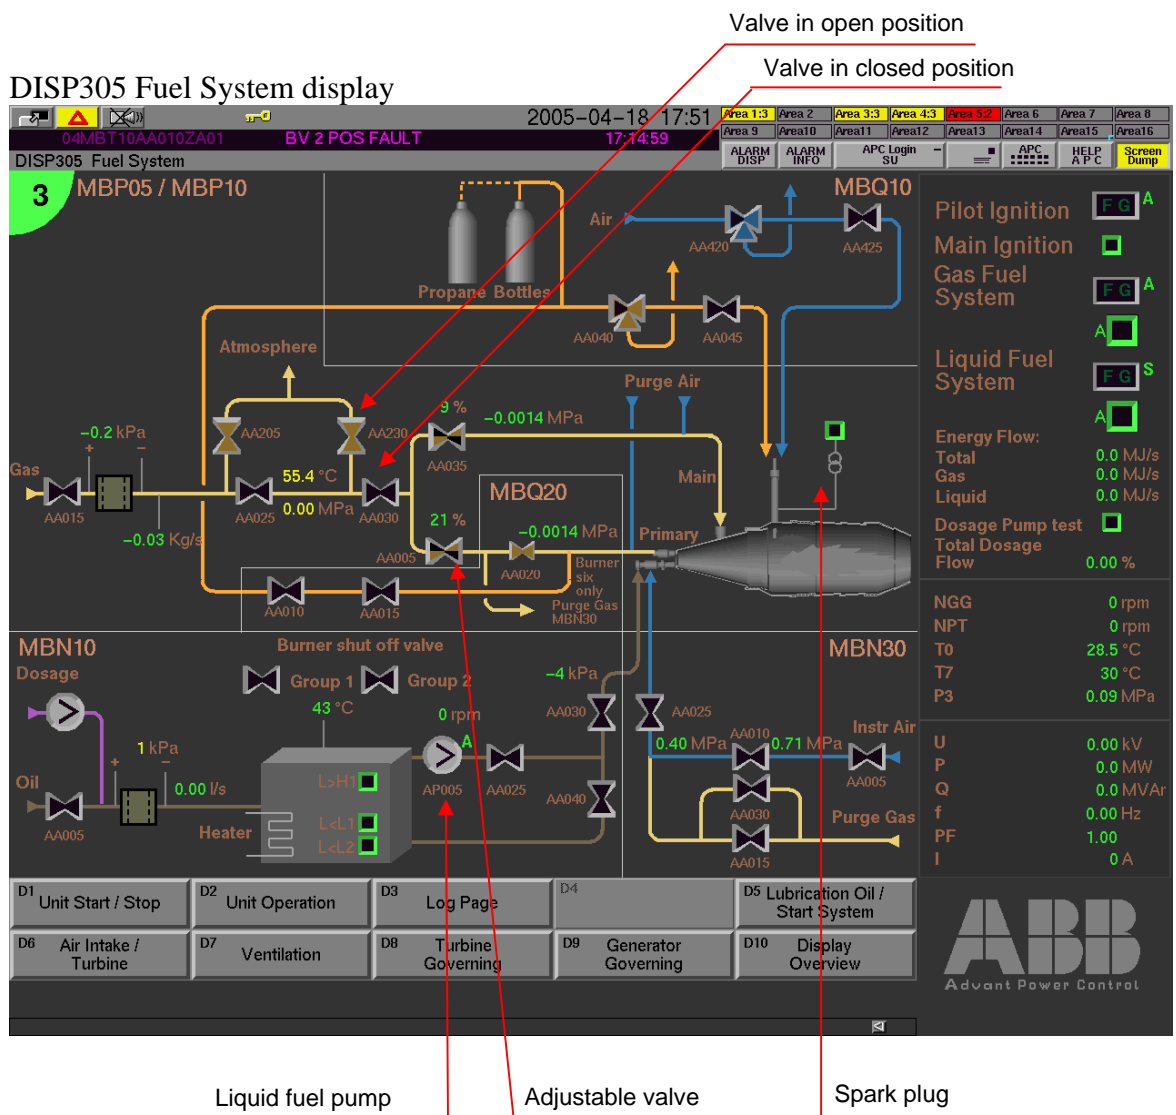 Valve in open position
Valve in closed position
DISP305 Fuel System display
2005-04-18 17:51
Area 1:3 Area 2 Area 3:3 Area 4:3 Area 5:2 Area 6 Area 7 Area 8
04MBT10AA010ZA01 BV 2 POS FAULT 17:14:59
Area 9 Area10 Area11 Area12 Area13 Area14 Area15 Area16
DISP305 Fuel System
ALARM DISP
ALARM INFO
APC Login - SU
APC
HELP A P C
Screen Dump
3
MBP05 / MBP10
MBQ10
Air
AA420
AA425
Propane Bottles
AA040
AA045
Atmosphere
Purge Air
9 %
-0.0014 MPa
AA205
AA230
-0.2 kPa
+ -
AA035
Gas
55.4 °C
Main
MBQ20
AA015
AA025
0.00 MPa
AA030
-0.03 Kg/s
21 %
-0.0014 MPa
Primary
AA005
AA020
Burner
six
only
Purge Gas
MBN30
AA010
AA015
MBN10
Burner shut off valve
MBN30
Dosage
Group 1
Group 2
-4 kPa
43 °C
0 rpm
AA030
AA025
Instr Air
A
AA010
0.40 MPa
0.71 MPa
1 kPa
+ -
Oil
0.00 l/s
L>H1
AP005
AA025
AA005
AA040
AA030
Purge Gas
AA005
Heater
L<L1
L<L2
AA015
Pilot Ignition
F G A
Main Ignition
Gas Fuel
System
F G A
A
Liquid Fuel
System
F G S
A
Energy Flow:
Total 0.0 MJ/s
Gas 0.0 MJ/s
Liquid 0.0 MJ/s
Dosage Pump test
Total Dosage
Flow 0.00 %
NGG 0 rpm
NPT 0 rpm
T0 28.5 °C
T7 30 °C
P3 0.09 MPa
U 0.00 kV
P 0.0 MW
Q 0.0 MVAr
f 0.00 Hz
PF 1.00
I 0 A
D1 Unit Start / Stop
D2 Unit Operation
D3 Log Page
D4
D5 Lubrication Oil /
Start System
D6 Air Intake /
Turbine
D7 Ventilation
D8 Turbine
Governing
D9 Generator
Governing
D10 Display
Overview
ABB
Advant Power Control
Liquid fuel pump
Adjustable valve
Spark plug